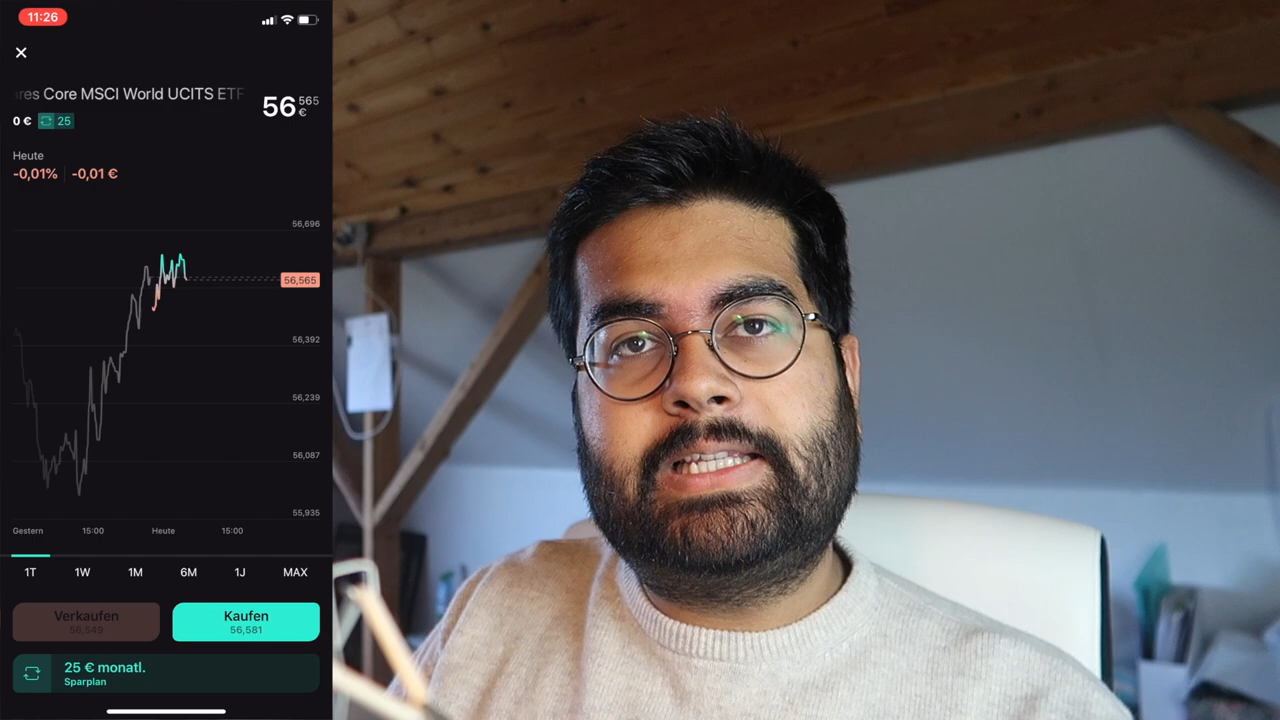 11:26
res Core MSCI World UCITS ETF
56 565 €
0 € 25
Heute
-0,01% -0,01 €
56,696
56,565
56,392
56,239
56,087
55,935
Gestern 15:00 Heute 15:00
1T 1W 1M 6M 1J MAX
Verkaufen Kaufen
56,549 56,581
25 € monatl.
Sparplan